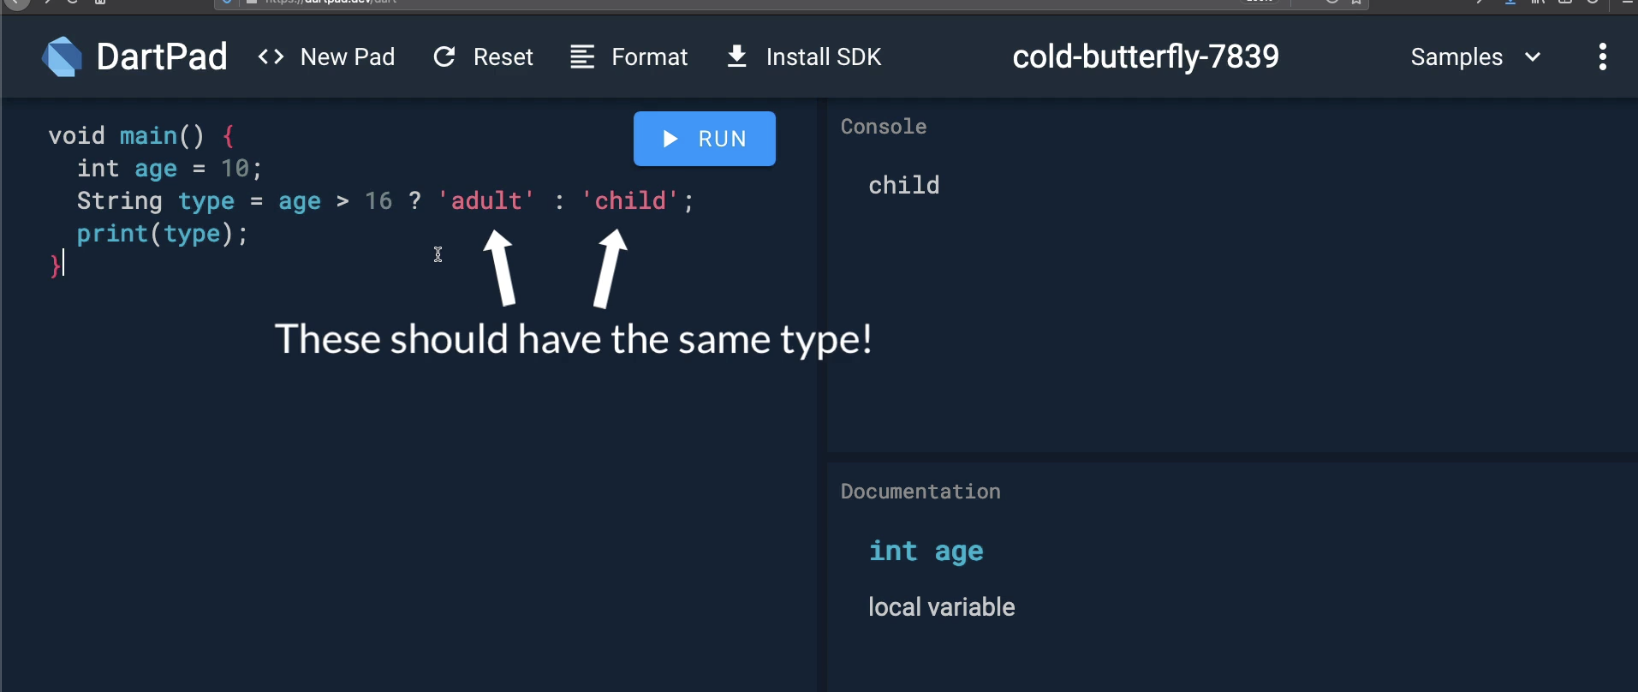 DartPad
New Pad
Reset
Format
Install SDK
cold-butterfly-7839
Samples
void main() {
int age = 10;
String type = age > 16 ? 'adult' : 'child';
print(type);
}
RUN
These should have the same type!
Console
child
Documentation
int age
local variable